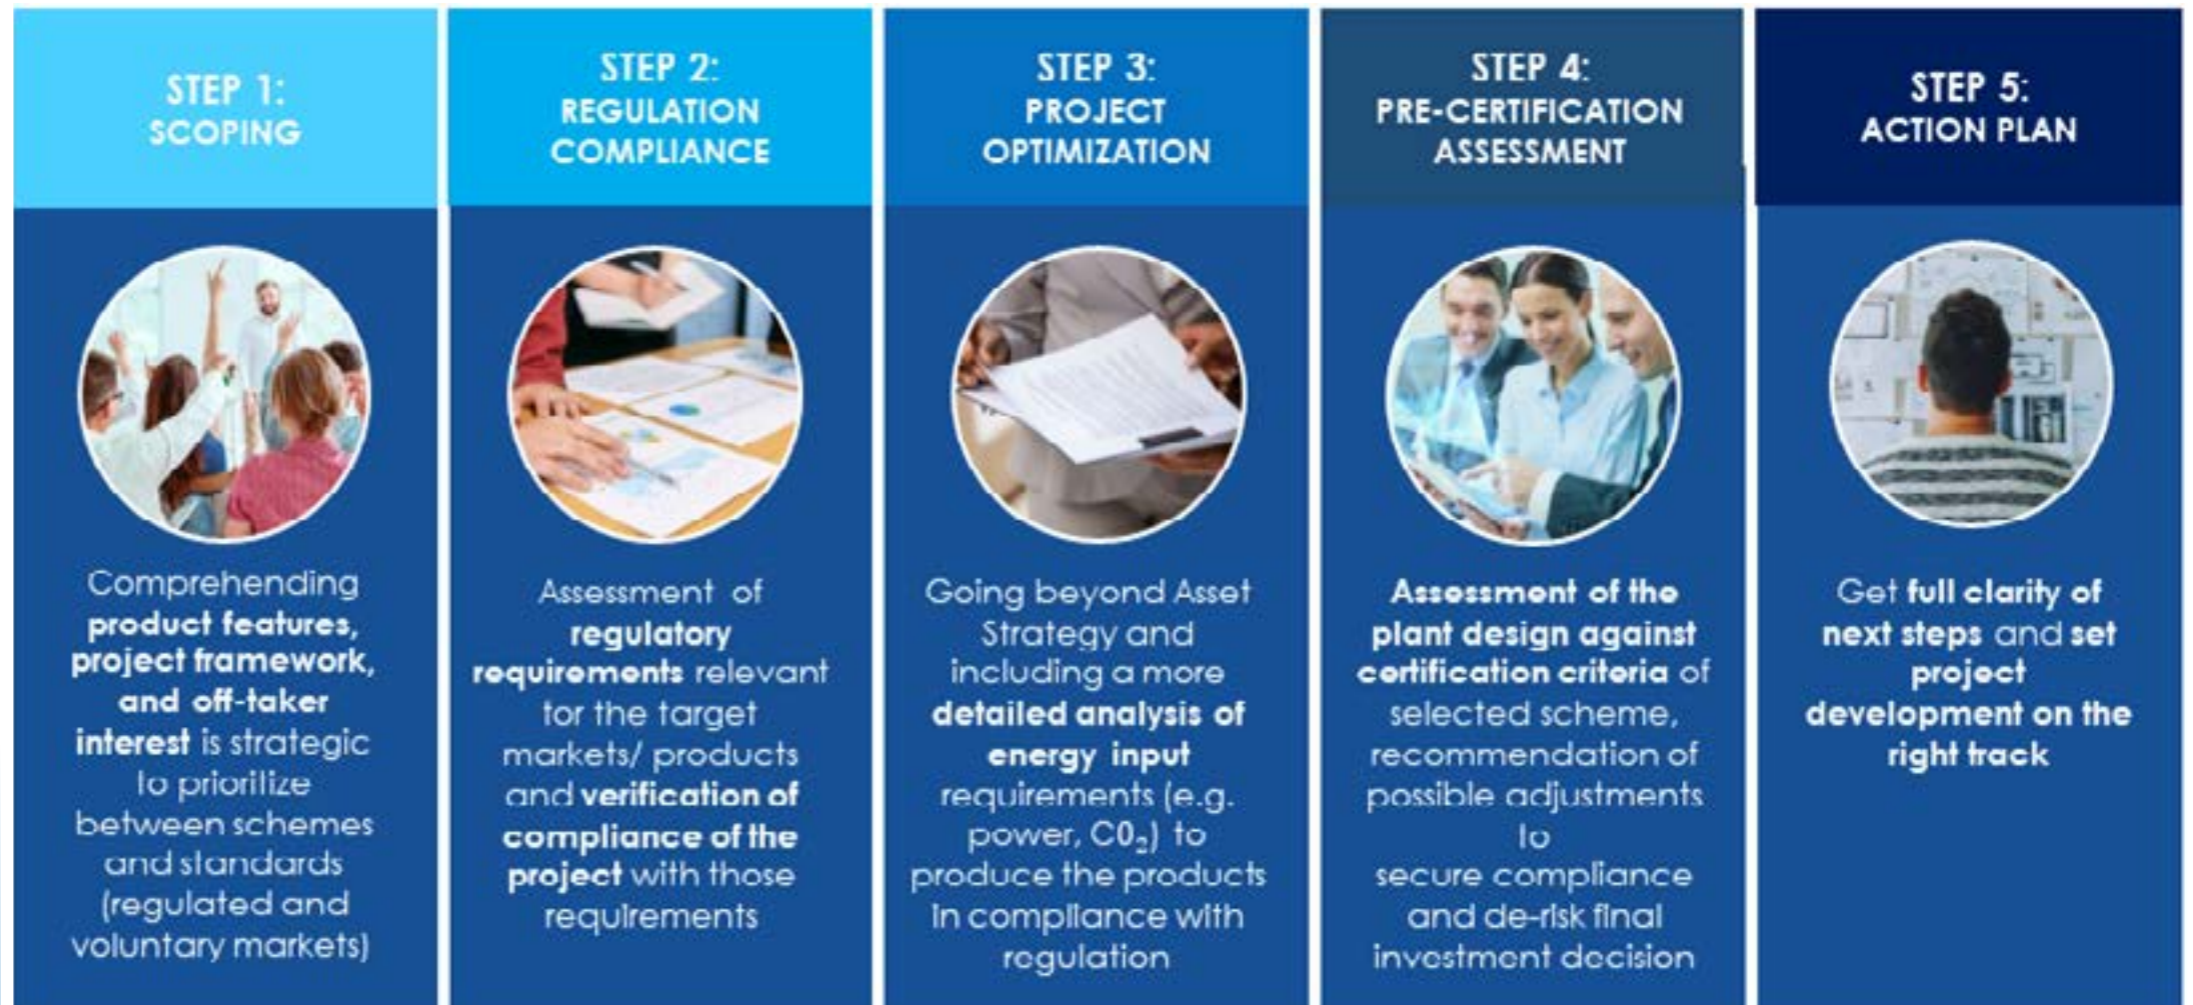 STEP 1:
SCOPING
Comprehending
product features,
project framework,
and off-taker
interest is strategic
to prioritize
between schemes
and standards
(regulated and
voluntary markets)
STEP 2:
REGULATION
COMPLIANCE
Assessment of
regulatory
requirements relevant
for the target
markets/ products
and verification of
compliance of the
project with those
requirements
STEP 3:
PROJECT
OPTIMIZATION
Going beyond Asset
Strategy and
including a more
detailed analysis of
energy input
requirements (e.g.
power, C0₂) to
produce the products
in compliance with
regulation
STEP 4:
PRE-CERTIFICATION
ASSESSMENT
Assessment of the
plant design against
certification criteria of
selected scheme,
recommendation of
possible adjustments
to
secure compliance
and de-risk final
investment decision
STEP 5:
ACTION PLAN
Get full clarity of
next steps and set
project
development on the
right track